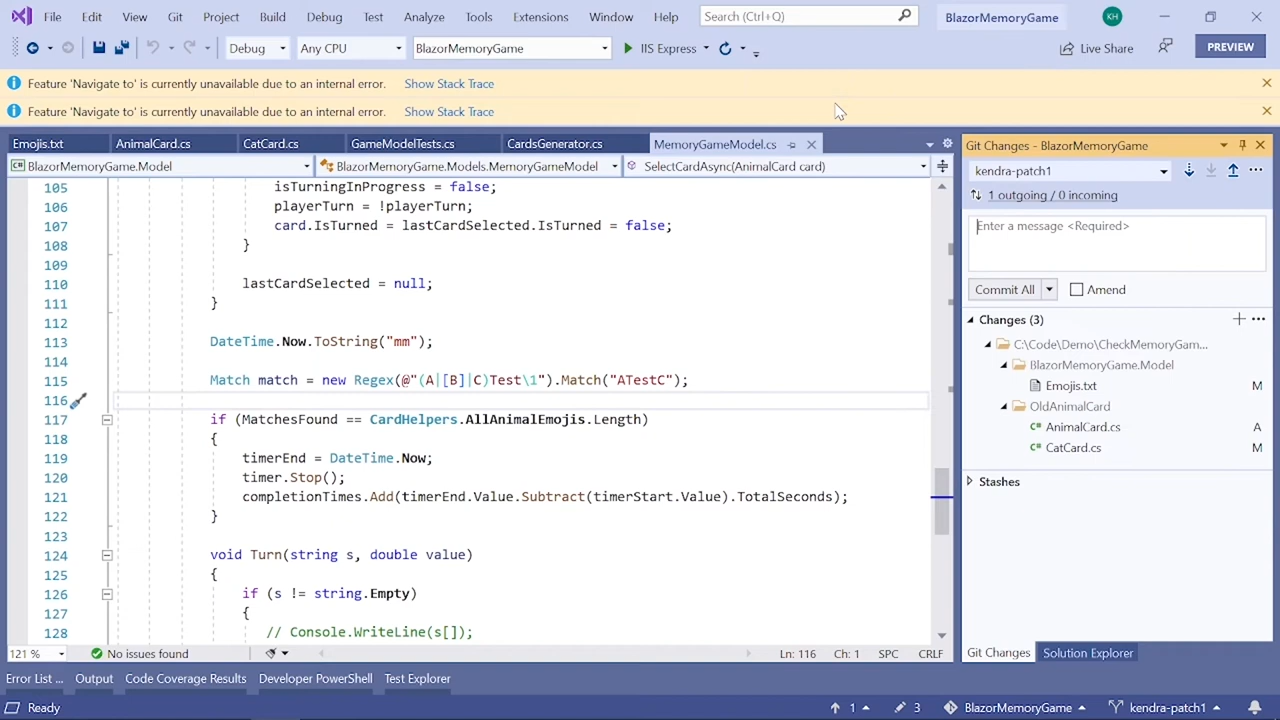 File Edit View Git Project Build Debug Test Analyze Tools Extensions Window Help Search (Ctrl+Q) BlazorMemoryGame KH
Debug Any CPU BlazorMemoryGame IIS Express Live Share PREVIEW
Feature 'Navigate to' is currently unavailable due to an internal error. Show Stack Trace
Feature 'Navigate to' is currently unavailable due to an internal error. Show Stack Trace
Emojis.txt AnimalCard.cs CatCard.cs GameModelTests.cs CardsGenerator.cs MemoryGameModel.cs
BlazorMemoryGame.Model BlazorMemoryGame.Models.MemoryGameModel SelectCardAsync(AnimalCard card)
105 isTurningInProgress = false;
106 playerTurn = !playerTurn;
107 card.IsTurned = lastCardSelected.IsTurned = false;
108 }
109
110 lastCardSelected = null;
111 }
112
113 DateTime.Now.ToString("mm");
114
115 Match match = new Regex(@"(A|[B]|C)Test\1").Match("ATestC");
116
117 if (MatchesFound == CardHelpers.AllAnimalEmojis.Length)
118 {
119 timerEnd = DateTime.Now;
120 timer.Stop();
121 completionTimes.Add(timerEnd.Value.Subtract(timerStart.Value).TotalSeconds);
122 }
123
124 void Turn(string s, double value)
125 {
126 if (s != string.Empty)
127 {
128 // Console.WriteLine(s[]);
121 % No issues found Ln: 116 Ch: 1 SPC CRLF
Git Changes - BlazorMemoryGame
kendra-patch1
1 outgoing / 0 incoming
Enter a message <Required>
Commit All Amend
Changes (3)
C:\Code\Demo\CheckMemoryGam...
BlazorMemoryGame.Model
Emojis.txt M
OldAnimalCard
AnimalCard.cs A
CatCard.cs M
Stashes
Git Changes Solution Explorer
Error List ... Output Code Coverage Results Developer PowerShell Test Explorer
Ready 1 3 BlazorMemoryGame kendra-patch1